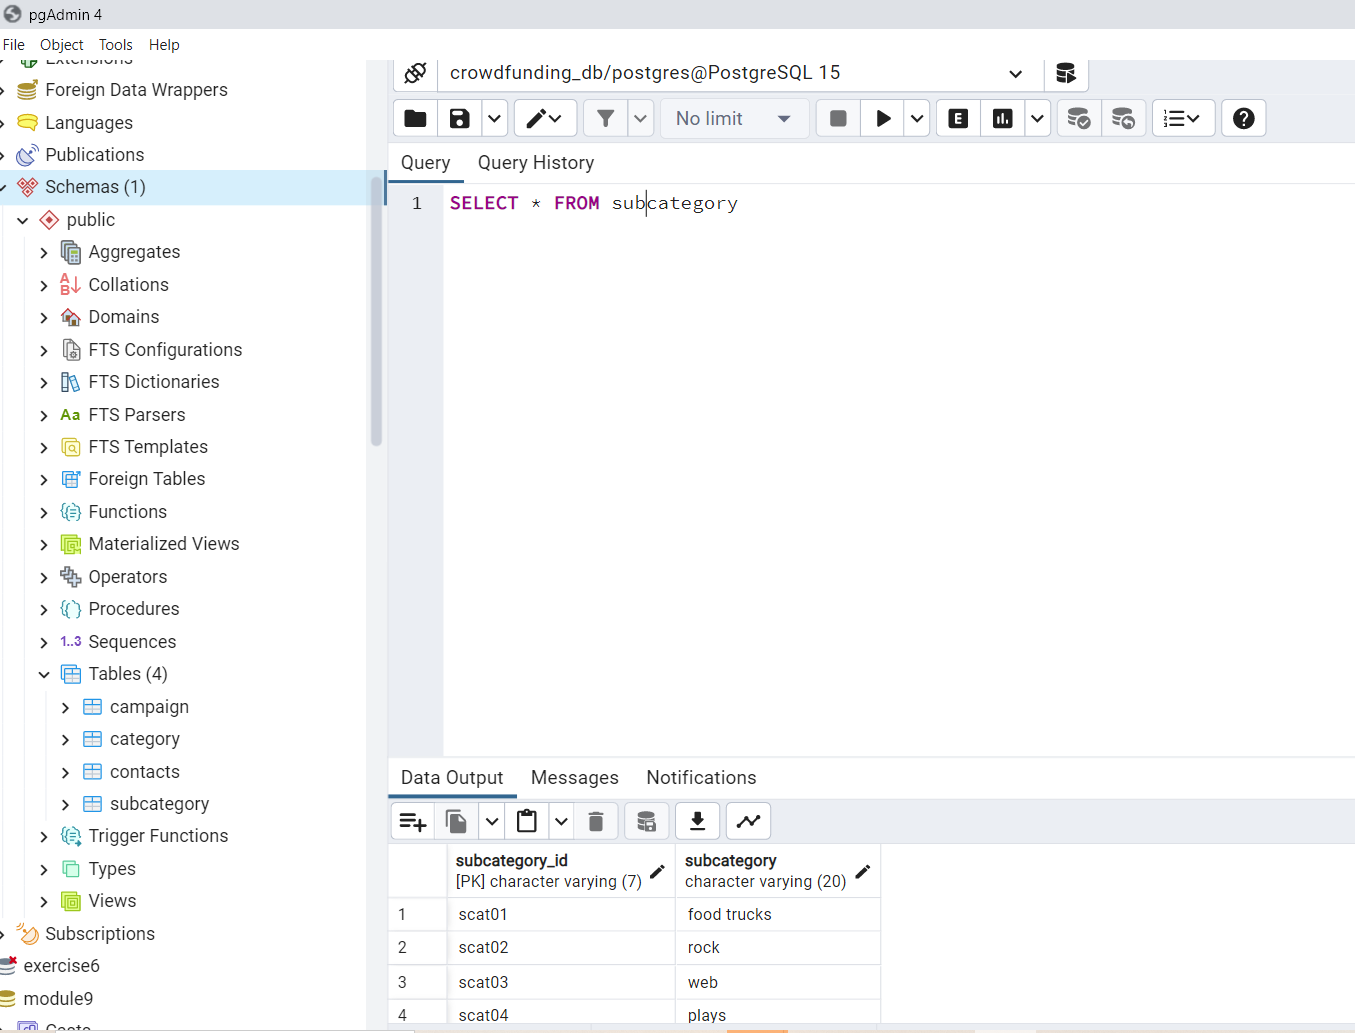 pgAdmin 4
File Object Tools Help
Extensions
Foreign Data Wrappers
Languages
Publications
Schemas (1)
public
Aggregates
Collations
Domains
FTS Configurations
FTS Dictionaries
Aa FTS Parsers
FTS Templates
Foreign Tables
Functions
Materialized Views
Operators
Procedures
1..3 Sequences
Tables (4)
campaign
category
contacts
subcategory
Trigger Functions
Types
Views
Subscriptions
exercise6
module9
Casts
crowdfunding_db/postgres@PostgreSQL 15
No limit
E
Query Query History
1 SELECT * FROM subcategory
Data Output Messages Notifications
subcategory_id subcategory
[PK] character varying (7) character varying (20)
1 scat01 food trucks
2 scat02 rock
3 scat03 web
4 scat04 plays